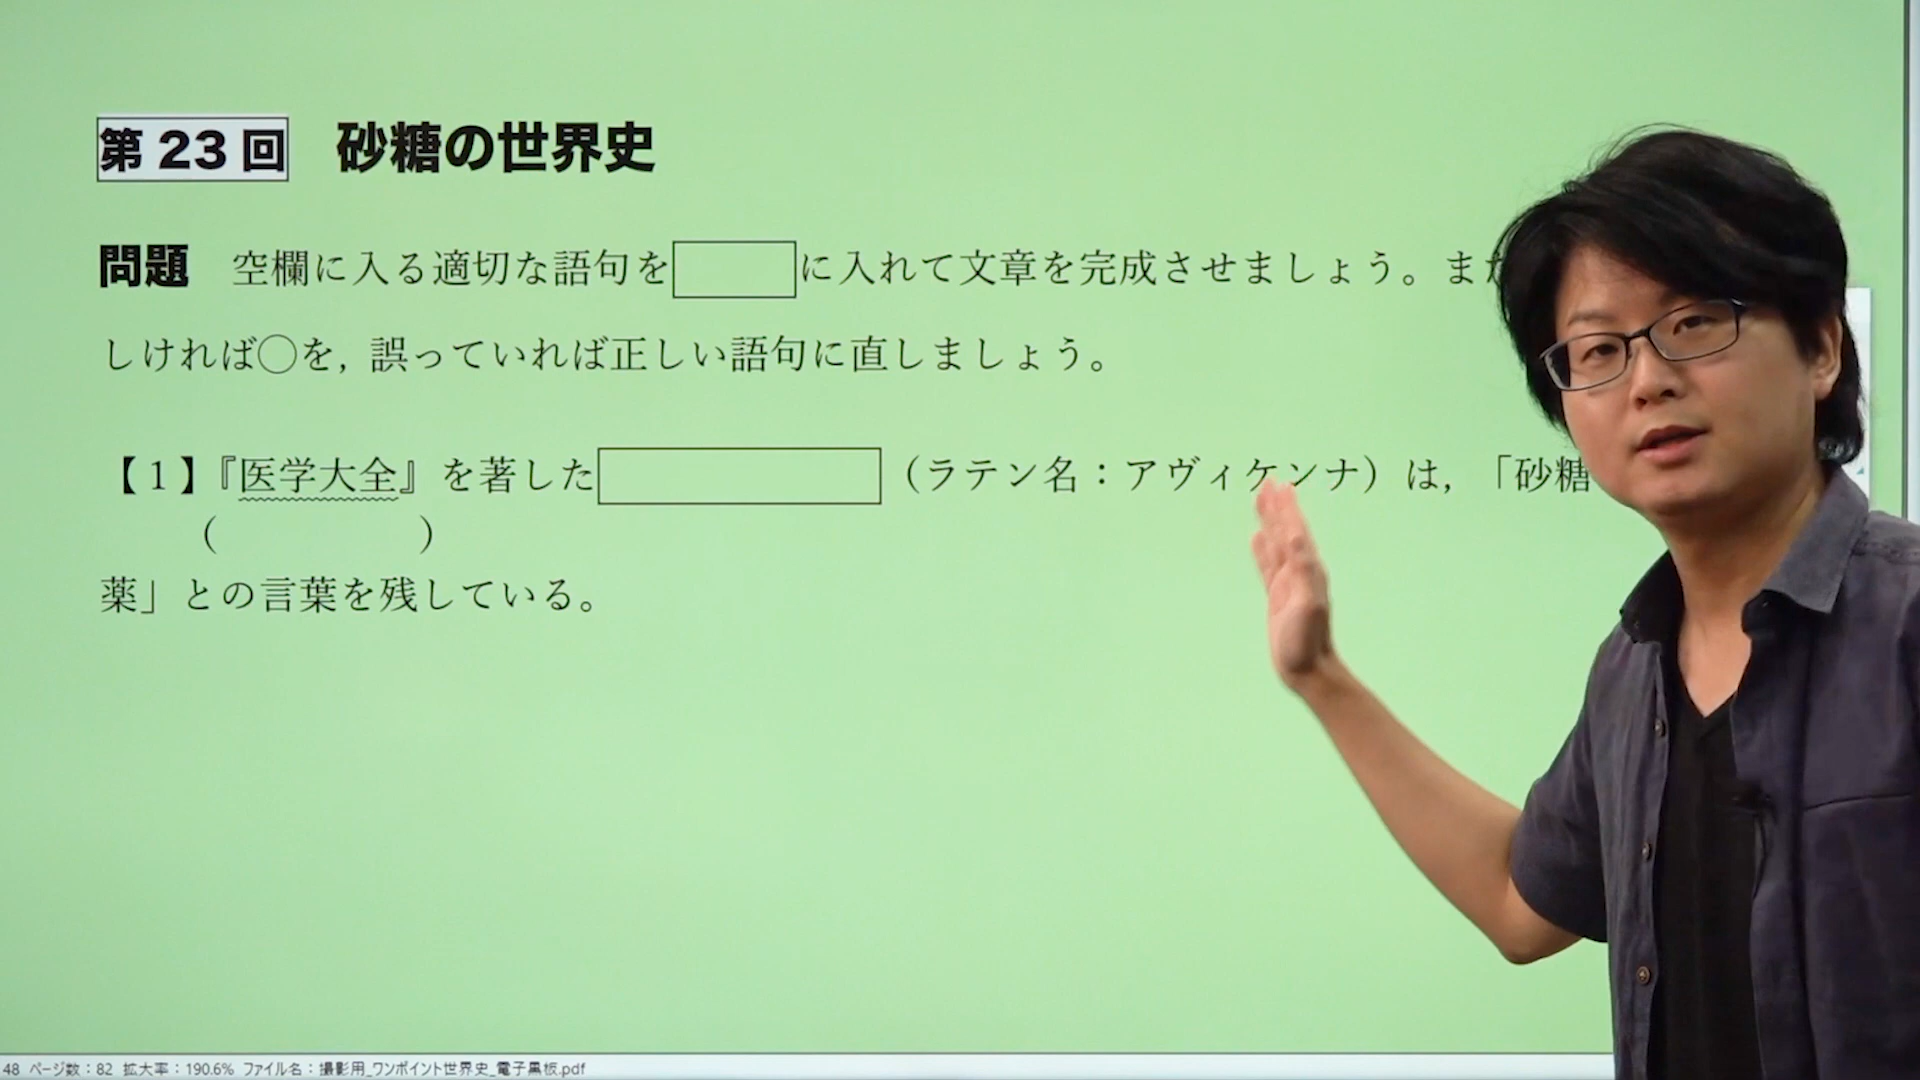 第23回 砂糖の世界史
問題 空欄に入る適切な語句を に入れて文章を完成させましょう。また
しければ○を，誤っていれば正しい語句に直しましょう。
【1】『医学大全』を著した （ラテン名：アヴィケンナ）は，「砂糖
（ ）
薬」との言葉を残している。
48 ページ数：82 拡大率：190.6% ファイル名：撮影用_ワンポイント世界史_電子黒板.pdf